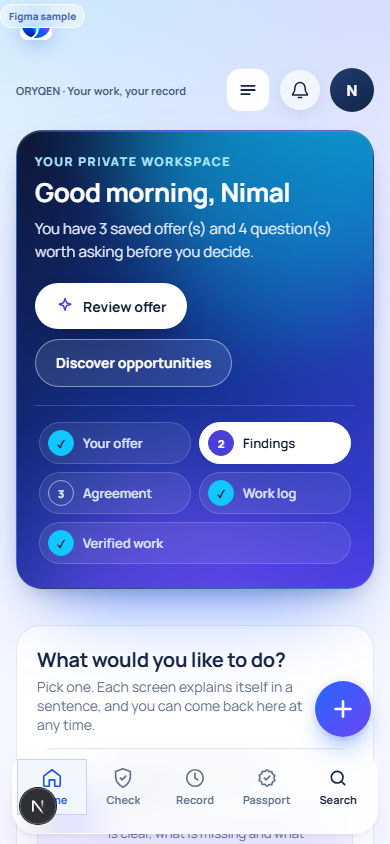 Figma sample
ORYQEN · Your work, your record
N
YOUR PRIVATE WORKSPACE
Good morning, Nimal
You have 3 saved offer(s) and 4 question(s)
worth asking before you decide.
Review offer
Discover opportunities
✓ Your offer
2 Findings
3 Agreement
✓ Work log
✓ Verified work
What would you like to do?
Pick one. Each screen explains itself in a
sentence, and you can come back here at
any time.
Check
Record
Passport
Search
N
is clear, what is missing and what